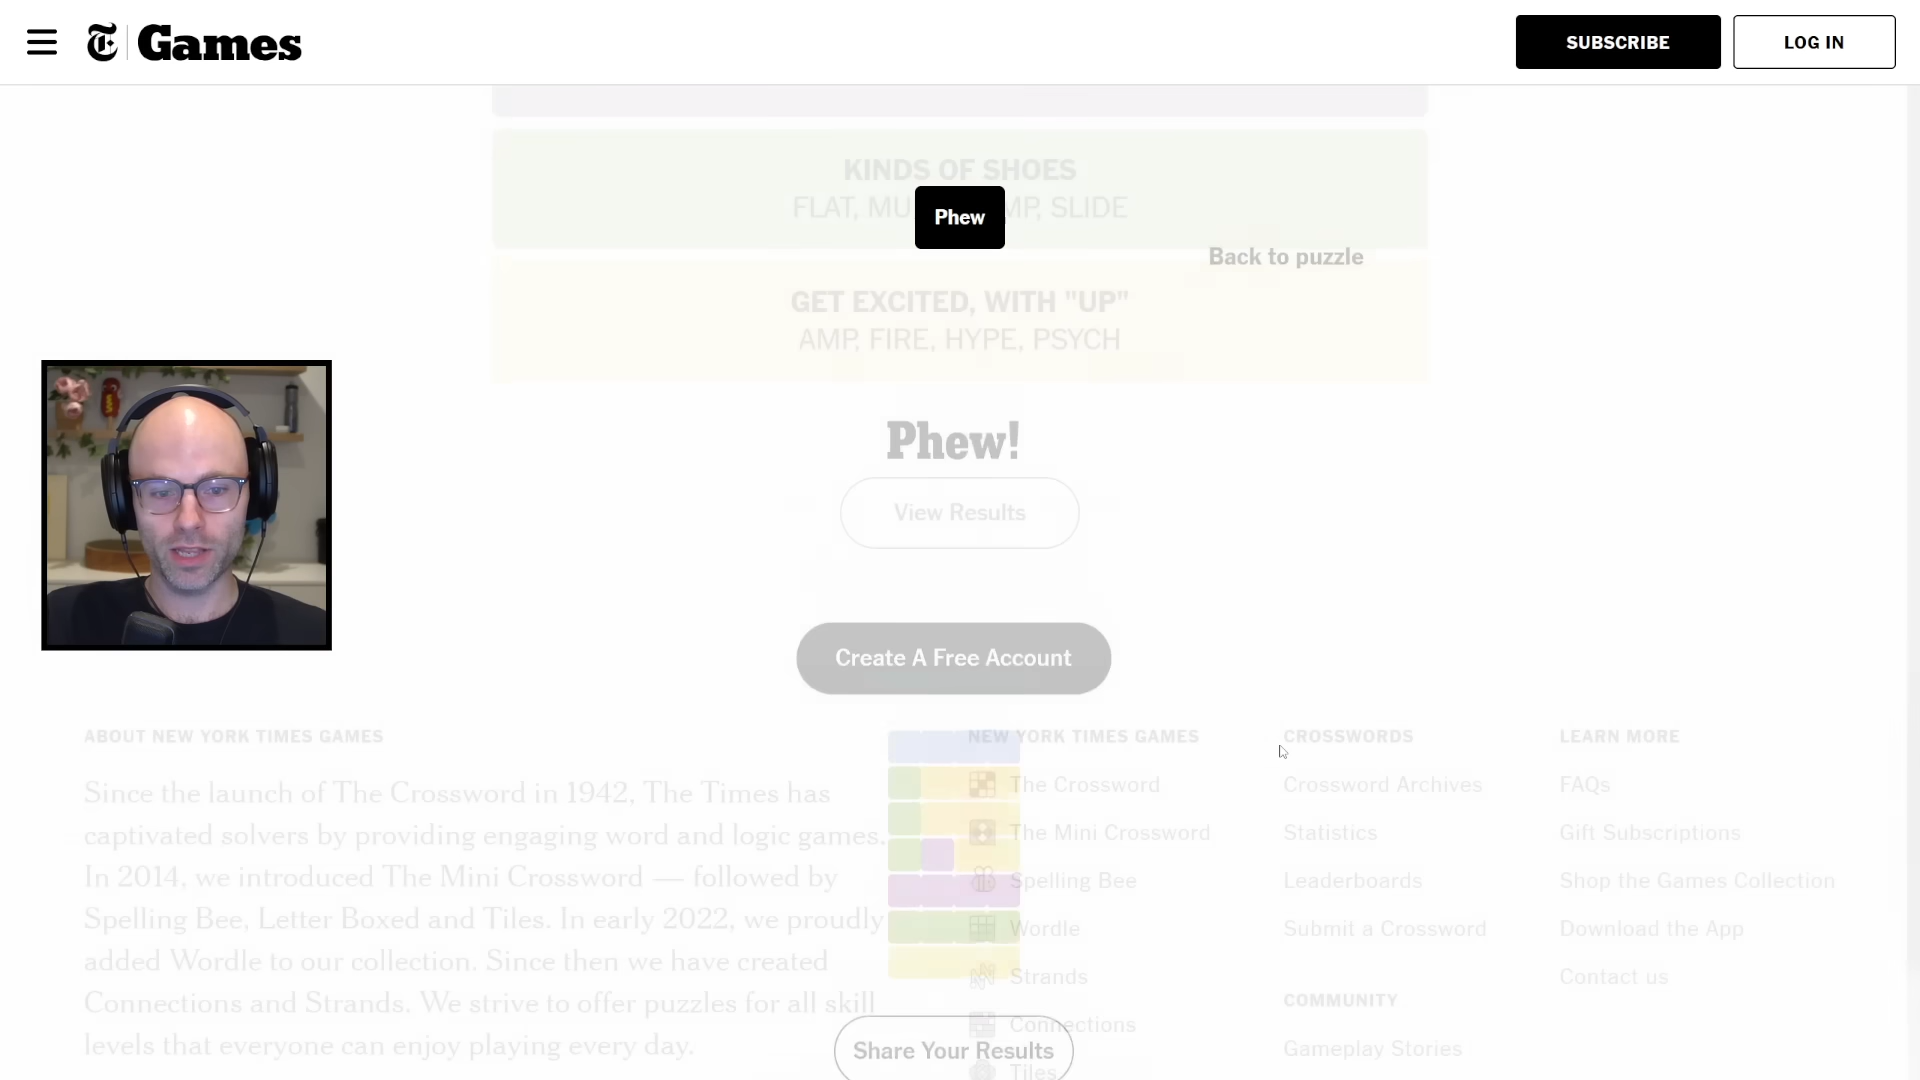 Games
SUBSCRIBE
LOG IN
KINDS OF SHOES
FLAT, MU MP, SLIDE
Phew
Back to puzzle
GET EXCITED, WITH "UP"
AMP, FIRE, HYPE, PSYCH
Phew!
View Results
Create A Free Account
ABOUT NEW YORK TIMES GAMES
Since the launch of The Crossword in 1942, The Times has
captivated solvers by providing engaging word and logic games.
In 2014, we introduced The Mini Crossword — followed by
Spelling Bee, Letter Boxed and Tiles. In early 2022, we proudly
added Wordle to our collection. Since then we have created
Connections and Strands. We strive to offer puzzles for all skill
levels that everyone can enjoy playing every day.
NEW YORK TIMES GAMES
The Crossword
The Mini Crossword
Spelling Bee
Wordle
Strands
Connections
Tiles
Share Your Results
CROSSWORDS
Crossword Archives
Statistics
Leaderboards
Submit a Crossword
COMMUNITY
Gameplay Stories
LEARN MORE
FAQs
Gift Subscriptions
Shop the Games Collection
Download the App
Contact us